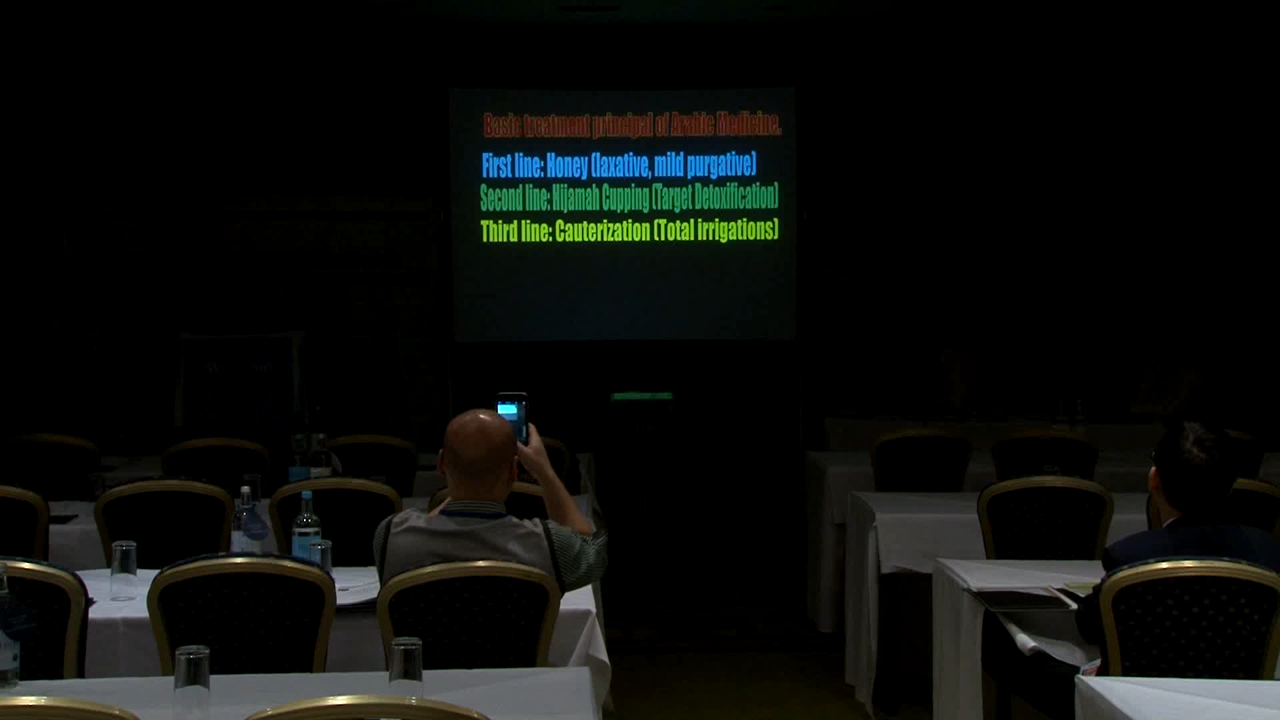 Basic treatment principal of Arabic Medicine.
First line: Honey (laxative, mild purgative)
Second line: Hijamah Cupping (Target Detoxification)
Third line: Cauterization (Total irrigations)